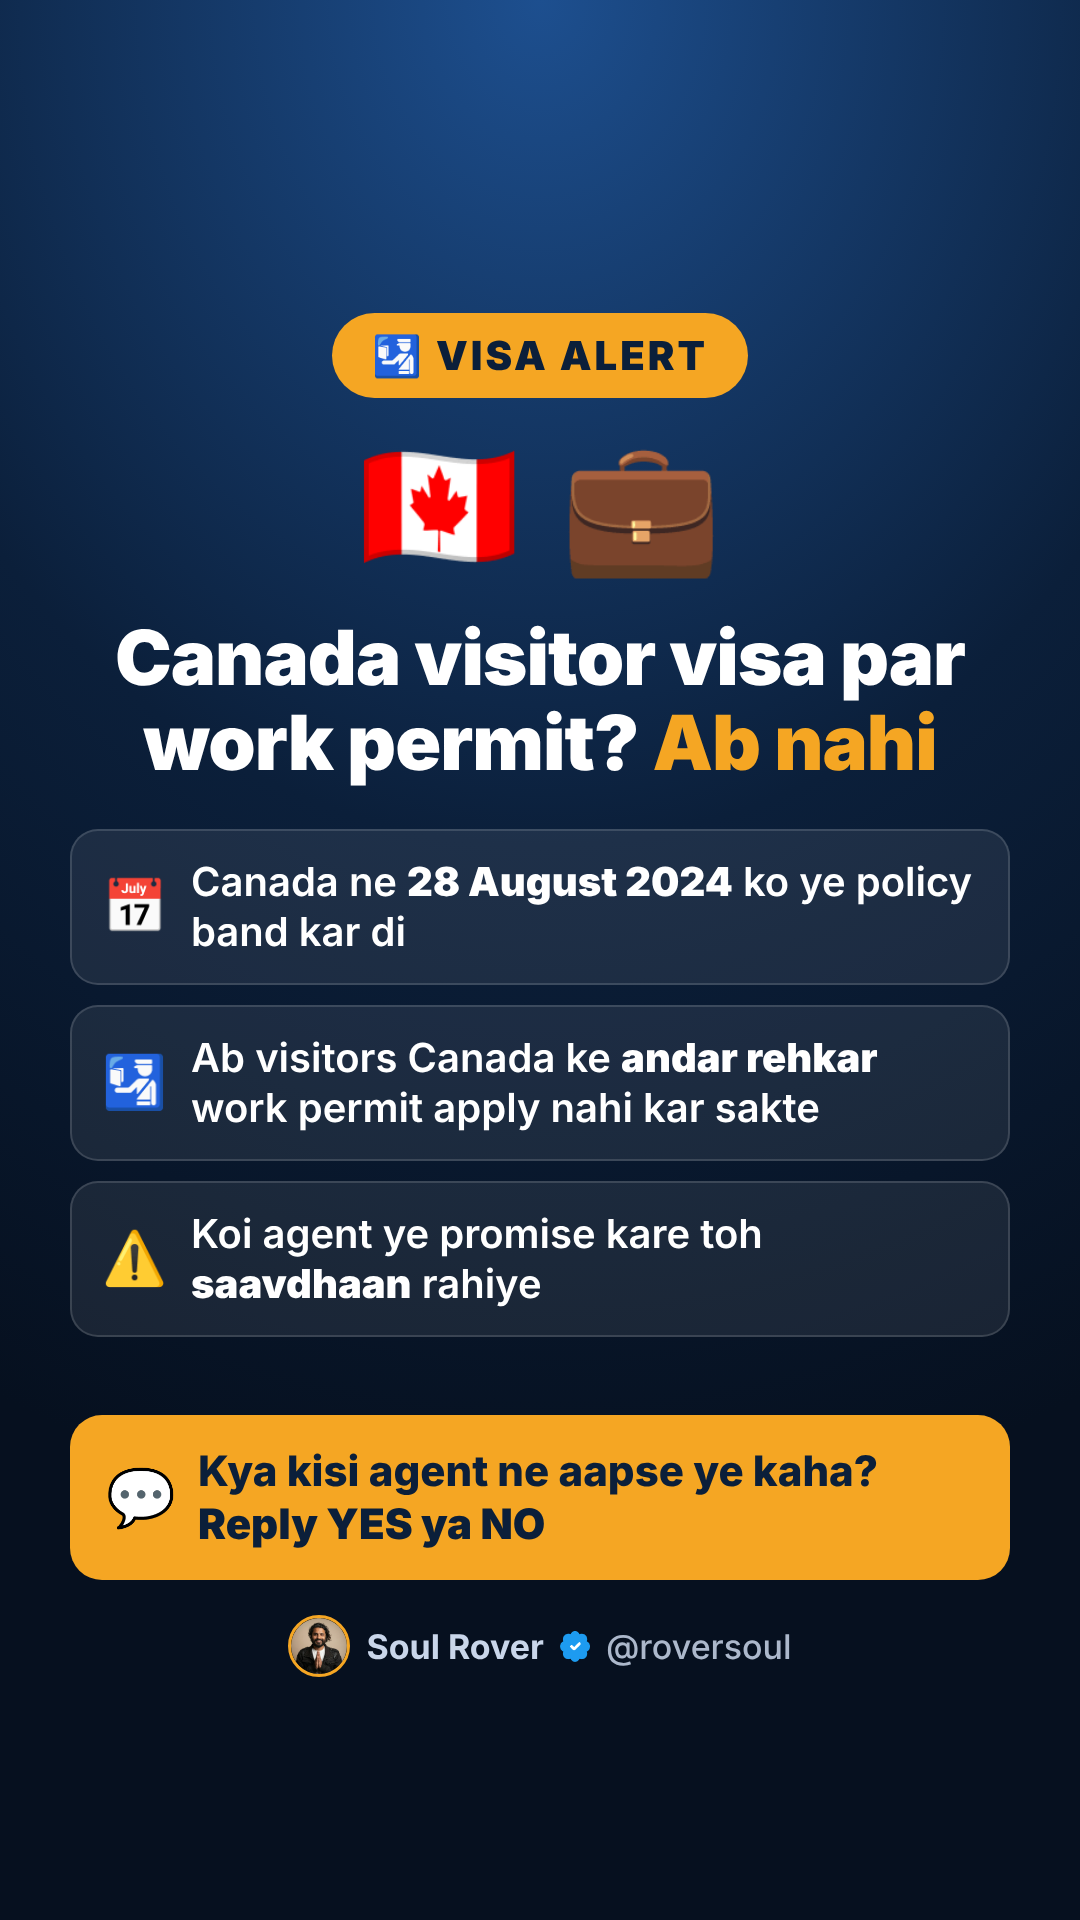 VISA ALERT
Canada visitor visa par
work permit? Ab nahi
July
17
Canada ne 28 August 2024 ko ye policy
band kar di
Ab visitors Canada ke andar rehkar
work permit apply nahi kar sakte
Koi agent ye promise kare toh
saavdhaan rahiye
Kya kisi agent ne aapse ye kaha?
Reply YES ya NO
Soul Rover @roversoul